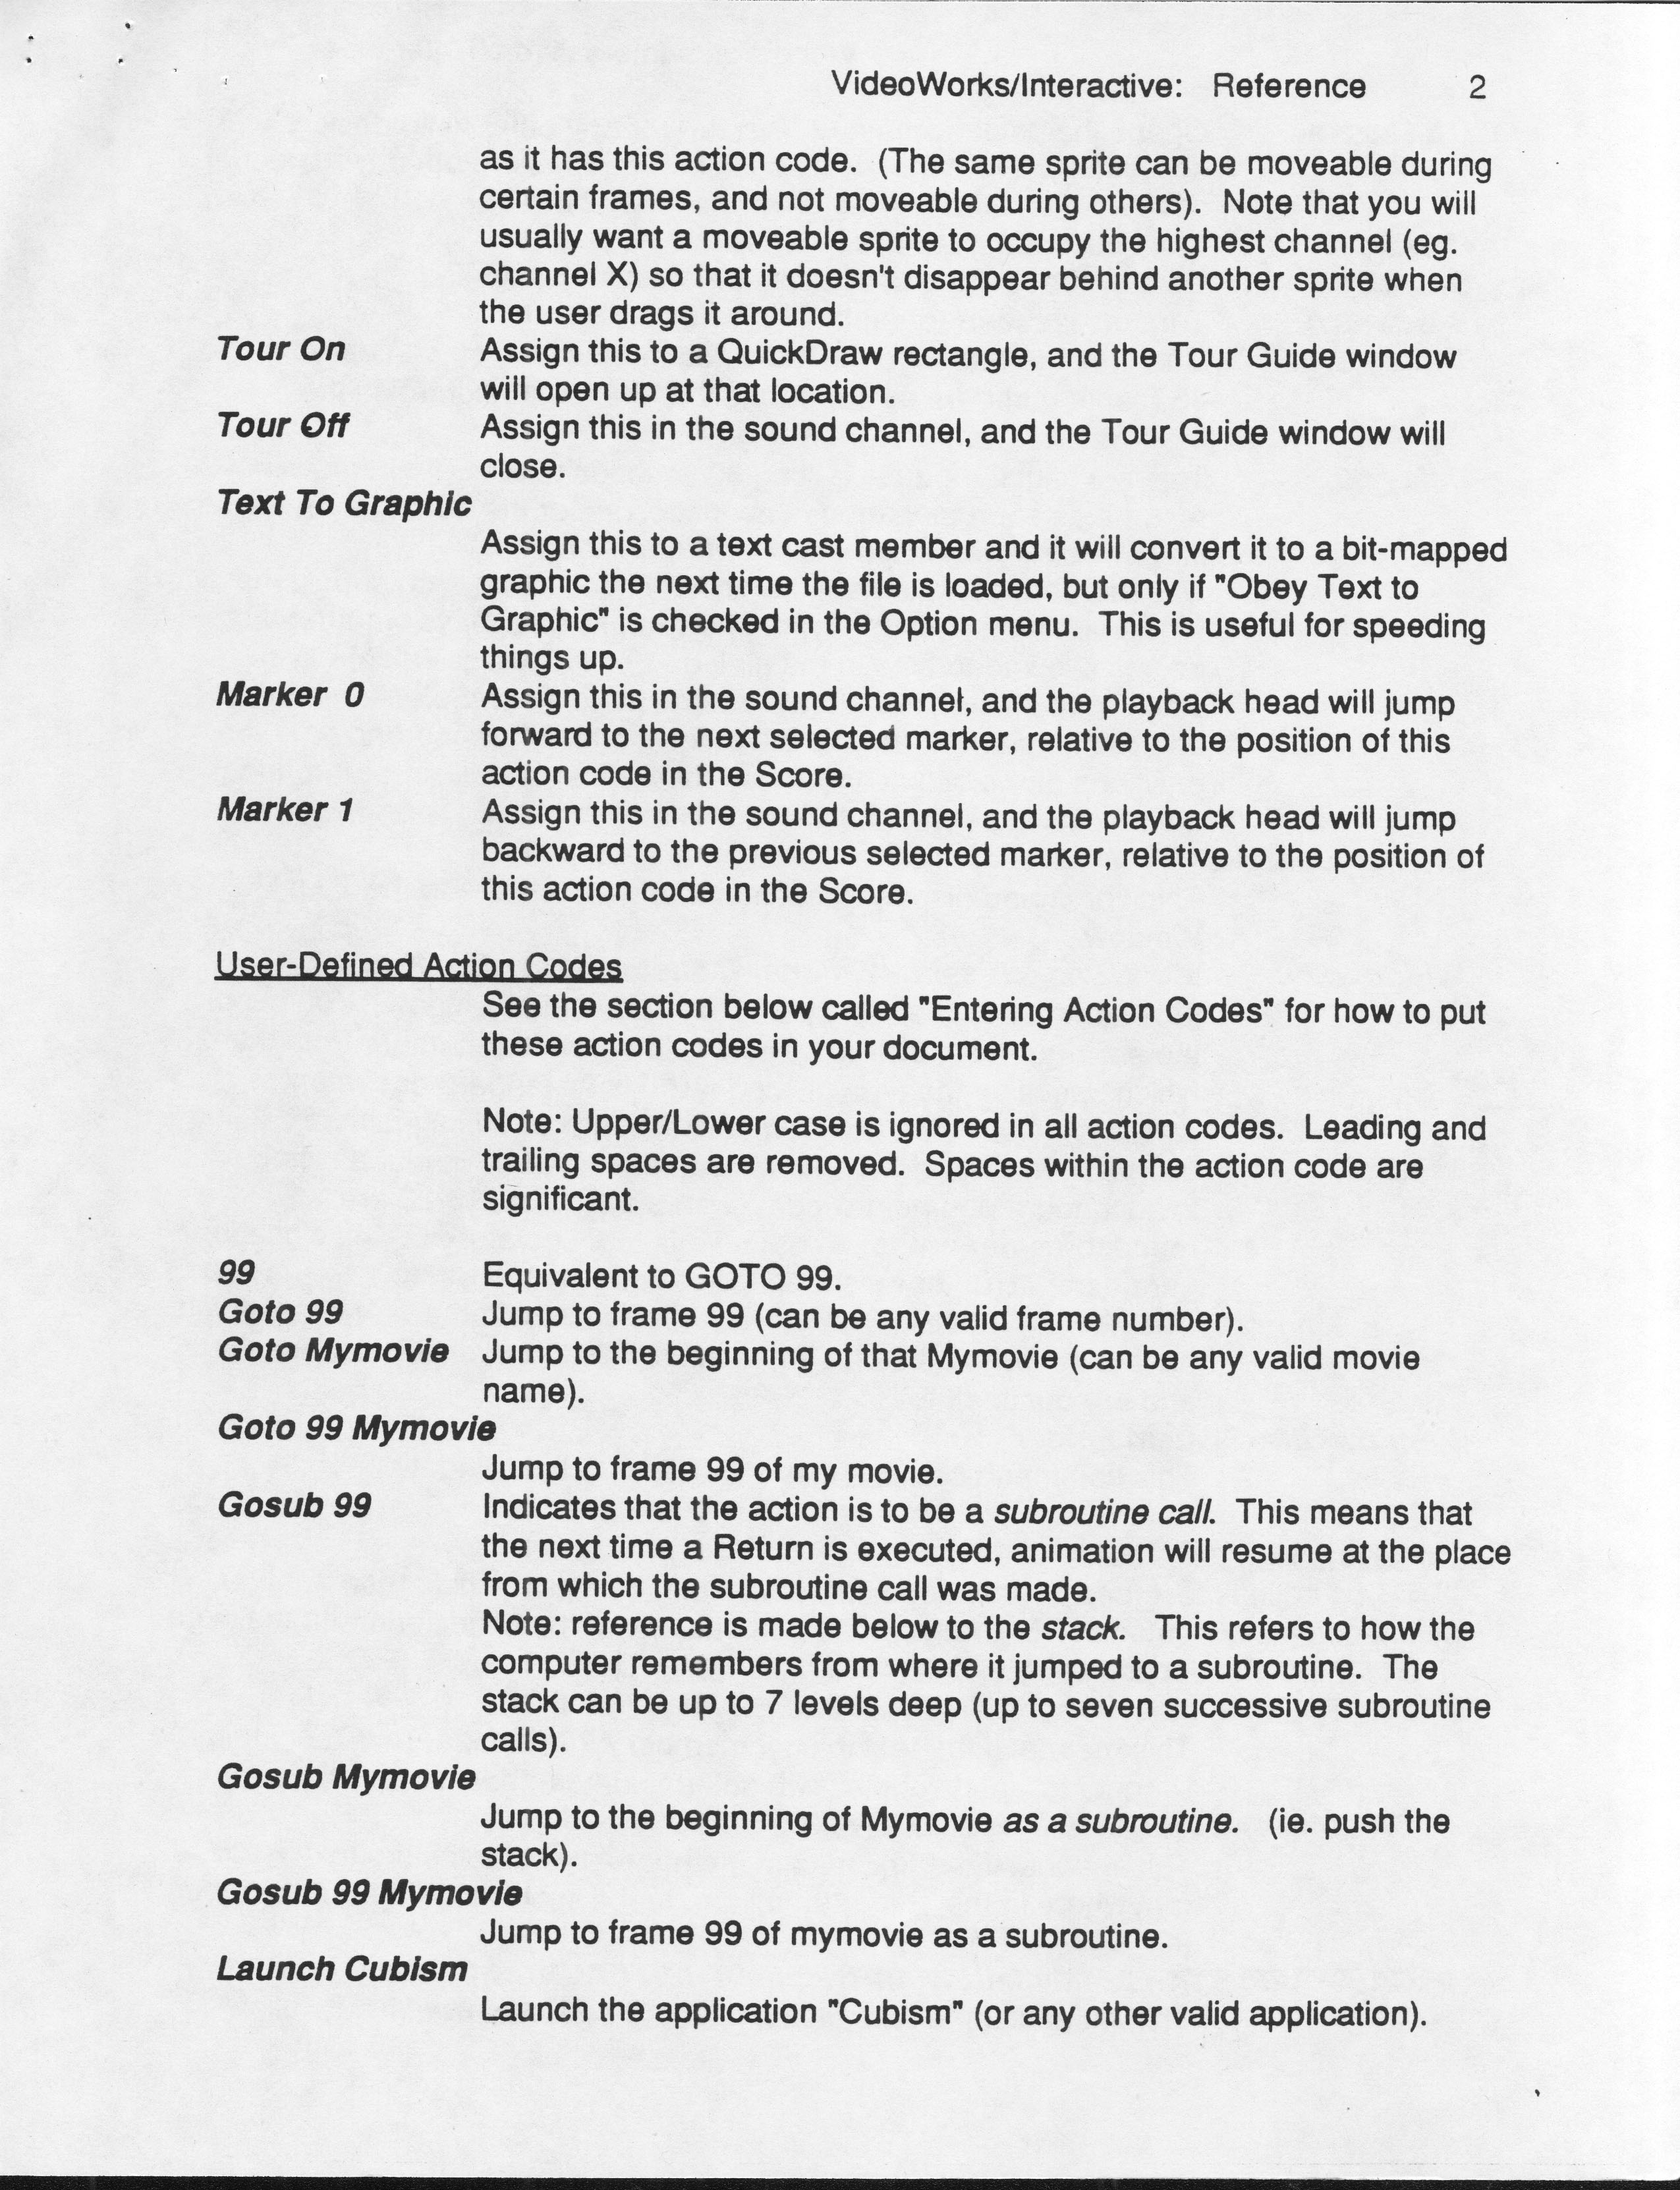 VideoWorks/Interactive: Reference 2
as it has this action code. (The same sprite can be moveable during
certain frames, and not moveable during others). Note that you will
usually want a moveable sprite to occupy the highest channel (eg.
channel X) so that it doesn't disappear behind another sprite when
the user drags it around.
Tour On Assign this to a QuickDraw rectangle, and the Tour Guide window
will open up at that location.
Tour Off Assign this in the sound channel, and the Tour Guide window will
close.
Text To Graphic
Assign this to a text cast member and it will convert it to a bit-mapped
graphic the next time the file is loaded, but only if "Obey Text to
Graphic" is checked in the Option menu. This is useful for speeding
things up.
Marker 0 Assign this in the sound channel, and the playback head will jump
forward to the next selected marker, relative to the position of this
action code in the Score.
Marker 1 Assign this in the sound channel, and the playback head will jump
backward to the previous selected marker, relative to the position of
this action code in the Score.
User-Defined Action Codes
See the section below called "Entering Action Codes" for how to put
these action codes in your document.
Note: Upper/Lower case is ignored in all action codes. Leading and
trailing spaces are removed. Spaces within the action code are
significant.
99 Equivalent to GOTO 99.
Goto 99 Jump to frame 99 (can be any valid frame number).
Goto Mymovie Jump to the beginning of that Mymovie (can be any valid movie
name).
Goto 99 Mymovie
Jump to frame 99 of my movie.
Gosub 99 Indicates that the action is to be a subroutine call. This means that
the next time a Return is executed, animation will resume at the place
from which the subroutine call was made.
Note: reference is made below to the stack. This refers to how the
computer remembers from where it jumped to a subroutine. The
stack can be up to 7 levels deep (up to seven successive subroutine
calls).
Gosub Mymovie
Jump to the beginning of Mymovie as a subroutine. (ie. push the
stack).
Gosub 99 Mymovie
Jump to frame 99 of mymovie as a subroutine.
Launch Cubism
Launch the application "Cubism" (or any other valid application).